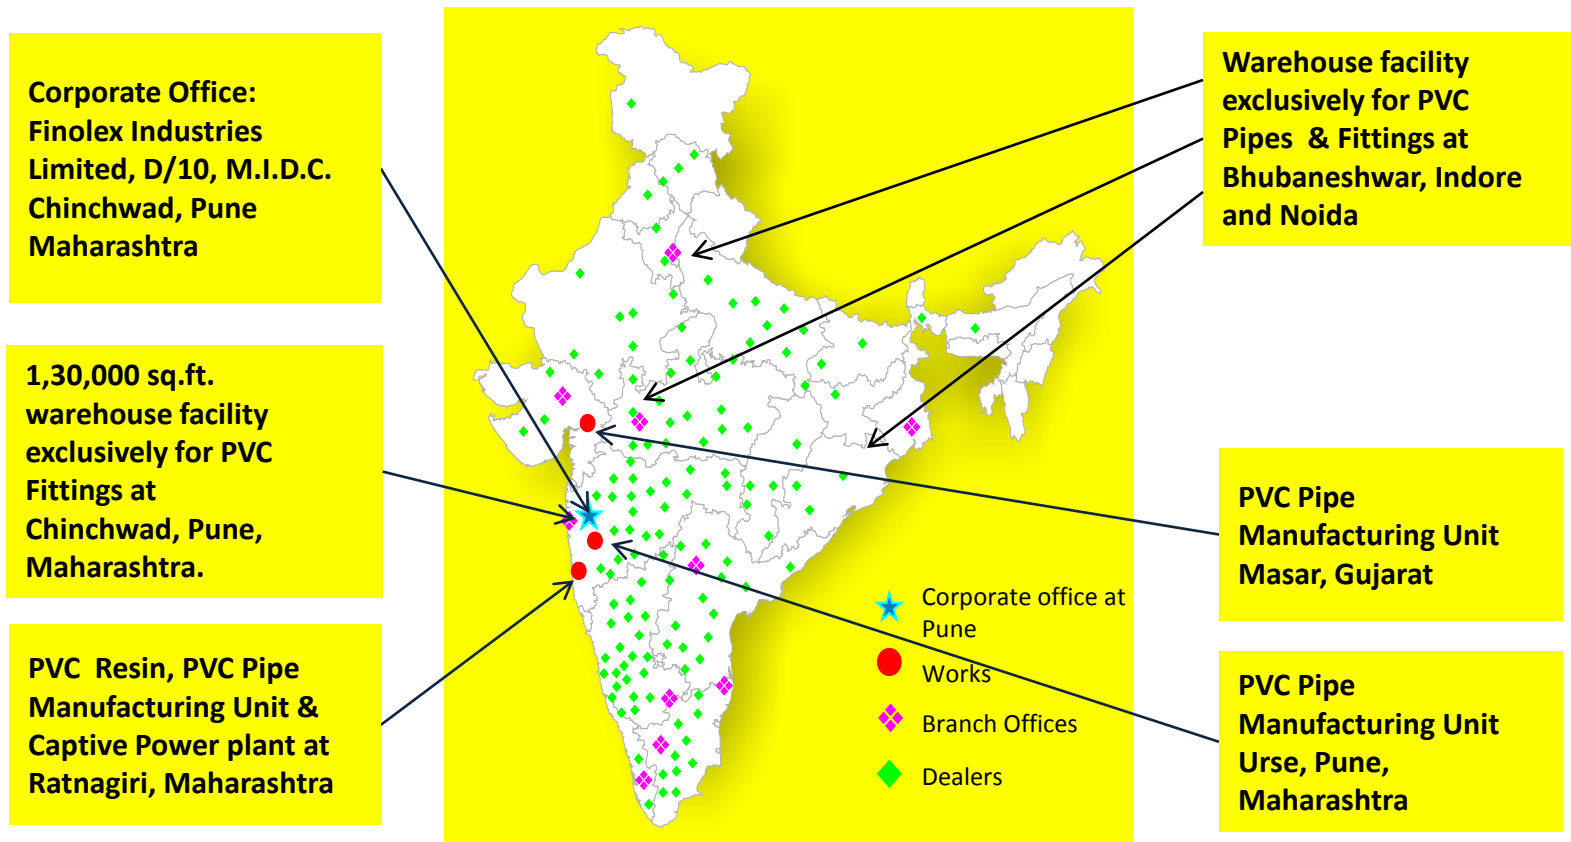 Corporate Office:
Finolex Industries
Limited, D/10, M.I.D.C.
Chinchwad, Pune
Maharashtra
1,30,000 sq.ft.
warehouse facility
exclusively for PVC
Fittings at
Chinchwad, Pune,
Maharashtra.
PVC  Resin, PVC Pipe
Manufacturing Unit &
Captive Power plant at
Ratnagiri, Maharashtra
Corporate office at
Pune
Works
Branch Offices
Dealers
Warehouse facility
exclusively for PVC
Pipes  & Fittings at
Bhubaneshwar, Indore
and Noida
PVC Pipe
Manufacturing Unit
Masar, Gujarat
PVC Pipe
Manufacturing Unit
Urse, Pune,
Maharashtra